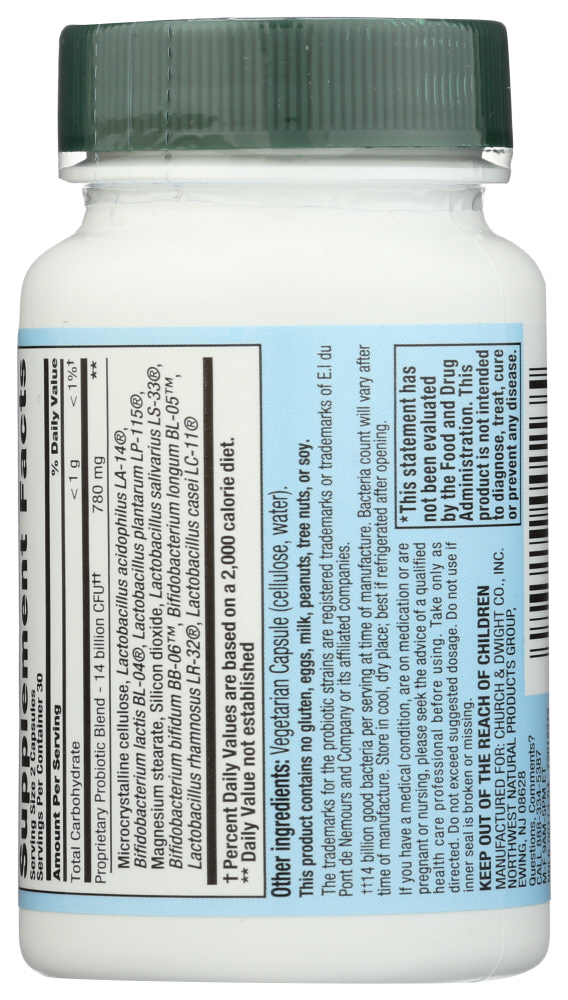 Supplement Facts
Serving Size 2 Capsules
Servings Per Container 30
Amount Per Serving % Daily Value
Total Carbohydrate <1 g <1%†
Proprietary Probiotic Blend - 14 billion CFU†† 780 mg **
Microcrystalline cellulose, Lactobacillus acidophilus LA-14®,
Bifidobacterium lactis BL-04®, Lactobacillus plantarum LP-115®,
Magnesium stearate, Silicon dioxide, Lactobacillus salivarius LS-33®,
Bifidobacterium bifidum BB-06™, Bifidobacterium longum BL-05™,
Lactobacillus rhamnosus LR-32®, Lactobacillus casei LC-11®
† Percent Daily Values are based on a 2,000 calorie diet.
** Daily Value not established
Other ingredients: Vegetarian Capsule (cellulose, water).
This product contains no gluten, eggs, milk, peanuts, tree nuts, or soy.
The trademarks for the probiotic strains are registered trademarks or trademarks of E.I du
Pont de Nemours and Company or its affiliated companies.
††14 billion good bacteria per serving at time of manufacture. Bacteria count will vary after
time of manufacture. Store in cool, dry place; best if refrigerated after opening.
If you have a medical condition, are on medication or are
pregnant or nursing, please seek the advice of a qualified
health care professional before using. Take only as
directed. Do not exceed suggested dosage. Do not use if
inner seal is broken or missing.
KEEP OUT OF THE REACH OF CHILDREN
MANUFACTURED FOR: CHURCH & DWIGHT CO., INC.
NORTHWEST NATURAL PRODUCTS GROUP,
EWING, NJ 08628
Questions, Comments?
CALL 888-334-5387
*This statement has
not been evaluated
by the Food and Drug
Administration. This
product is not intended
to diagnose, treat, cure
or prevent any disease.